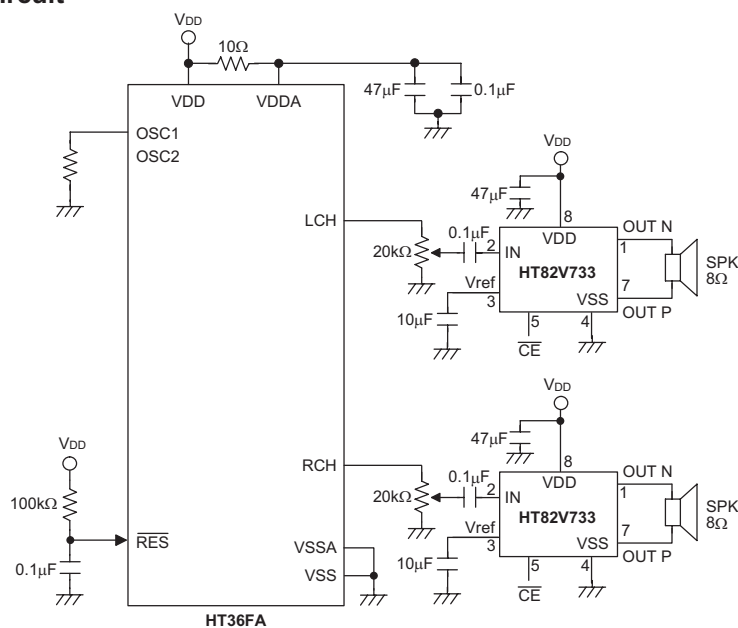 ircuit
VDD
10Ω
VDD
VDDA
47μF
0.1μF
OSC1
OSC2
LCH
20kΩ
0.1μF
VDD
47μF
8
VDD
2
IN
HT82V733
Vref
3
10μF
VSS
5
4
CE
OUT N
1
7
OUT P
SPK
8Ω
VDD
100kΩ
RES
0.1μF
RCH
20kΩ
0.1μF
VDD
47μF
8
VDD
2
IN
HT82V733
Vref
3
10μF
VSS
5
4
CE
OUT N
1
7
OUT P
SPK
8Ω
VSSA
VSS
HT36FA